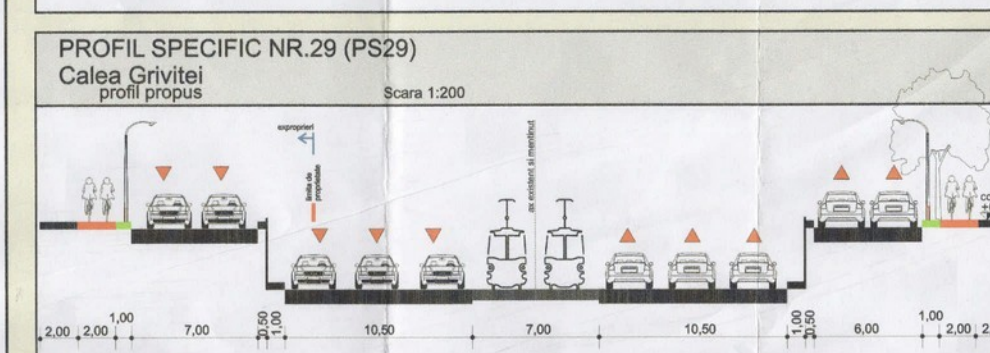 PROFIL SPECIFIC NR.29 (PS29)
Calea Grivitei
profil propus
Scara 1:200
exproprieri
limita de
proprietate
ax existent si mentinut
2,00 2,00 1,00 7,00 0,50 1,00 10,50 7,00 10,50 1,00 0,50 6,00 1,00 2,00